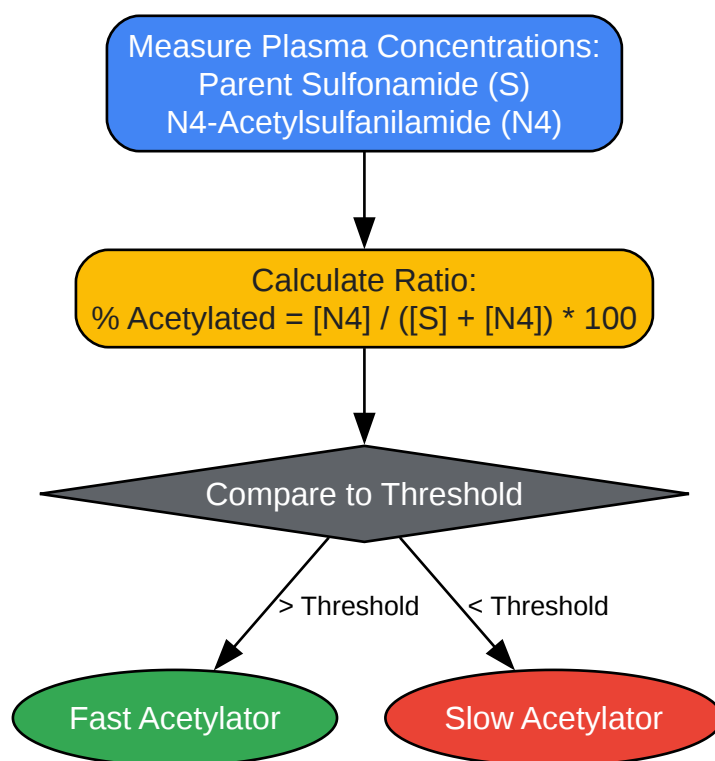 Measure Plasma Concentrations:
Parent Sulfonamide (S)
N4-Acetylsulfanilamide (N4)
Calculate Ratio:
% Acetylated = [N4] / ([S] + [N4]) * 100
Compare to Threshold
> Threshold
< Threshold
Fast Acetylator
Slow Acetylator